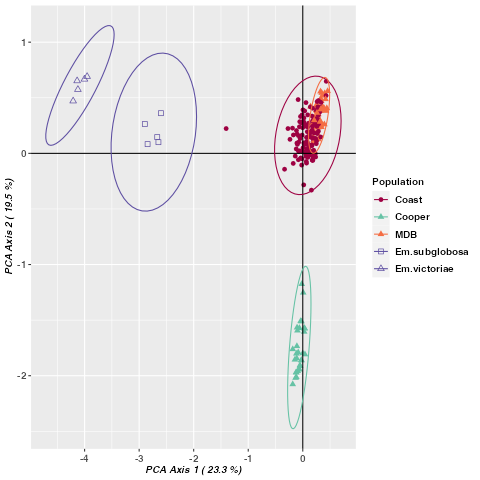 1
0
-1
-2
PCA Axis 2 ( 19.5 %)
-4
-3
-2
-1
0
PCA Axis 1 ( 23.3 %)
Population
Coast
Cooper
MDB
Em.subglobosa
Em.victoriae